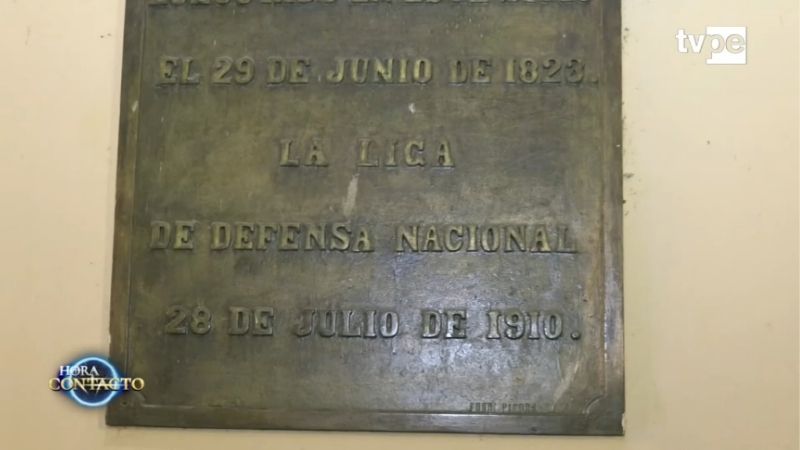 tvpe
EL 29 DE JUNIO DE 1823.
LA LIGA
DE DEFENSA NACIONAL
28 DE JULIO DE 1910.
HORA
CONTACTO